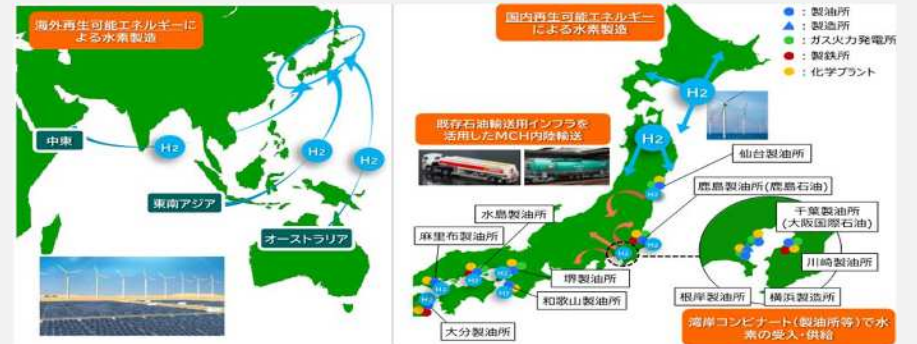 海外再生可能エネルギーに
よる水素製造
中東
H2
東南アジア
H2
オーストラリア
H2
国内再生可能エネルギー
による水素製造
：製油所
：製造所
：ガス火力発電所
：製鉄所
：化学プラント
既存石油輸送用インフラを
活用したMCH内陸輸送
H2
H2
仙台製油所
鹿島製油所(鹿島石油)
水島製油所
麻里布製油所
千葉製油所
(大阪国際石油)
川崎製油所
H2
H2
H2
H2
H2
堺製油所
和歌山製油所
大分製油所
根岸製油所
横浜製造所
湾岸コンビナート(製油所等)で水
素の受入・供給